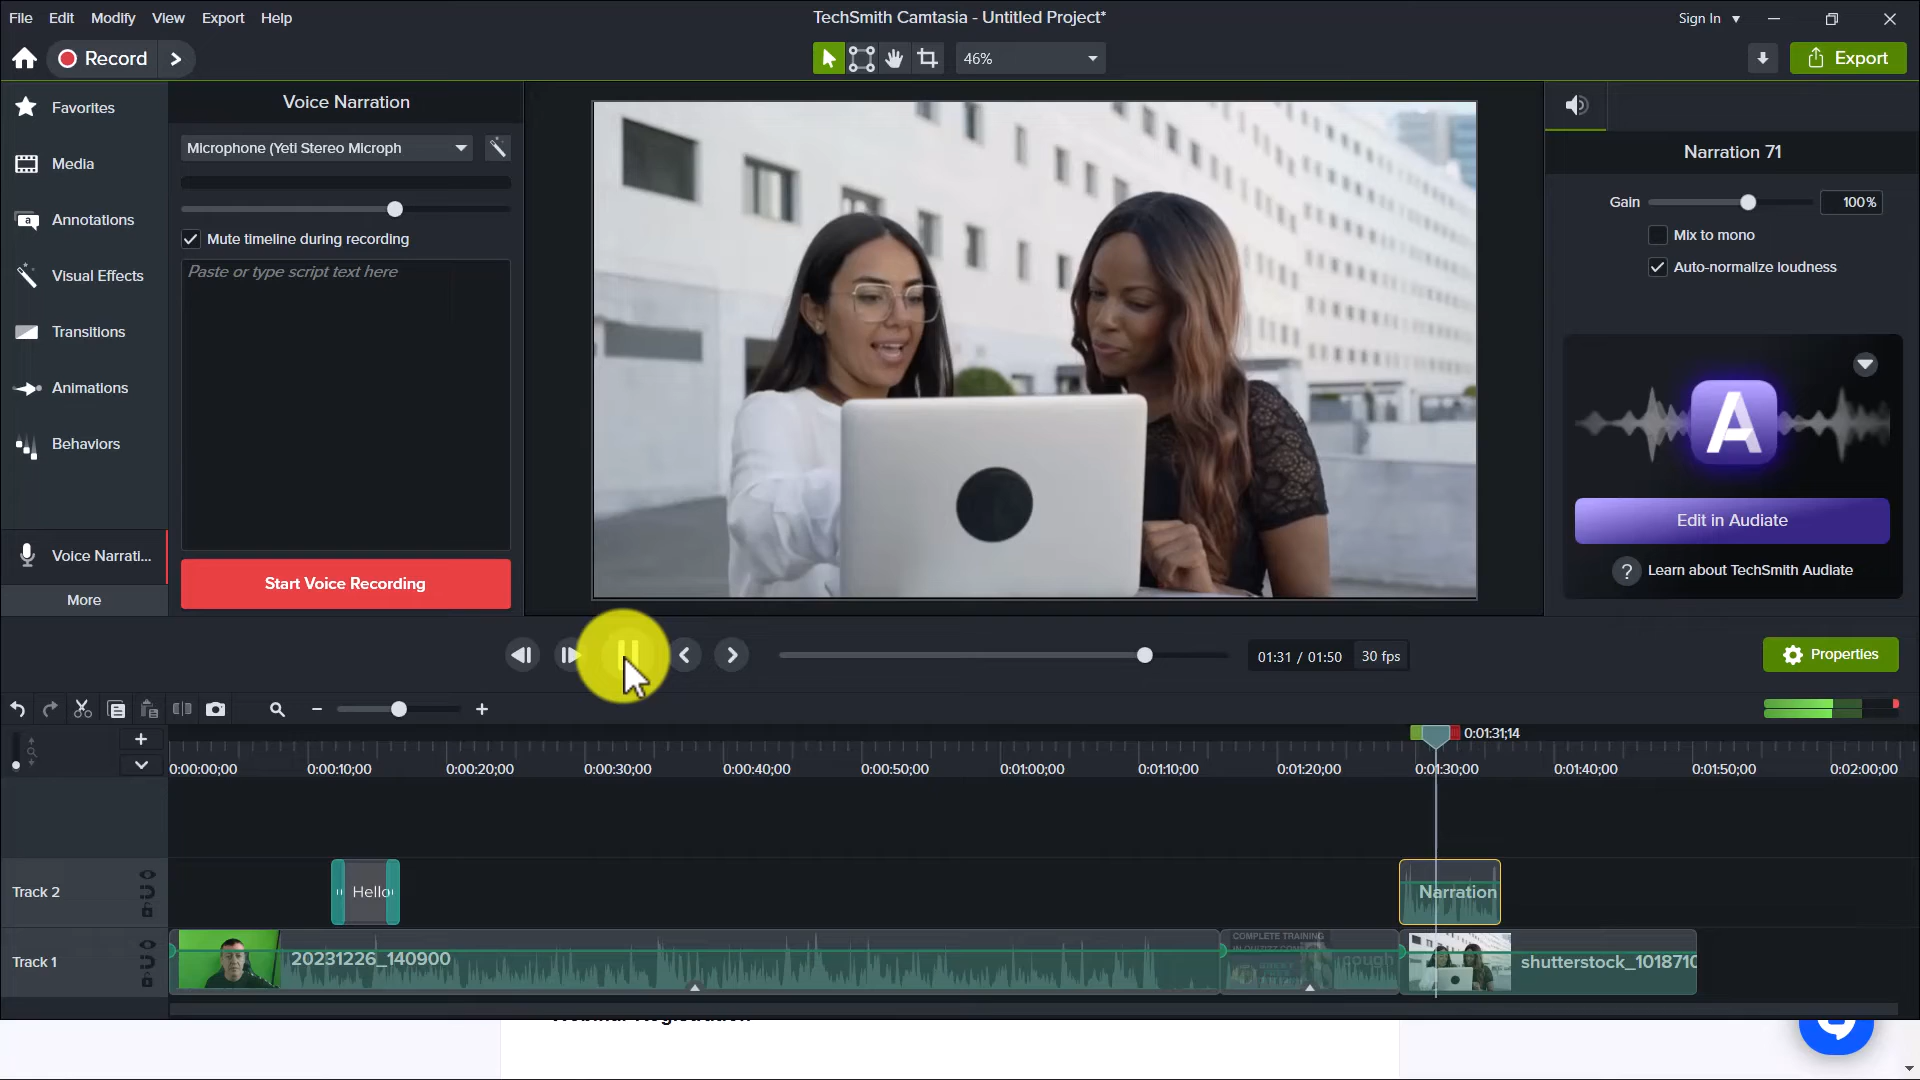 File Edit Modify View Export Help
TechSmith Camtasia - Untitled Project*
Sign In
Record
46%
Export
Favorites
Media
Annotations
Visual Effects
Transitions
Animations
Behaviors
Voice Narrati...
More
Voice Narration
Microphone (Yeti Stereo Microph
Mute timeline during recording
Paste or type script text here
Start Voice Recording
Narration 71
Gain 100%
Mix to mono
Auto-normalize loudness
A
Edit in Audiate
? Learn about TechSmith Audiate
01:31 / 01:50 30 fps
Properties
0:01:31;14
0:00:00;00 0:00:10;00 0:00:20;00 0:00:30;00 0:00:40;00 0:00:50;00 0:01:00;00 0:01:10;00 0:01:20;00 0:01:30;00 0:01:40;00 0:01:50;00 0:02:00;00
Track 2
Hello
Narration
Track 1
20231226_140900
COMPLETE TRAINING
shutterstock_1018710
Webinar Registration